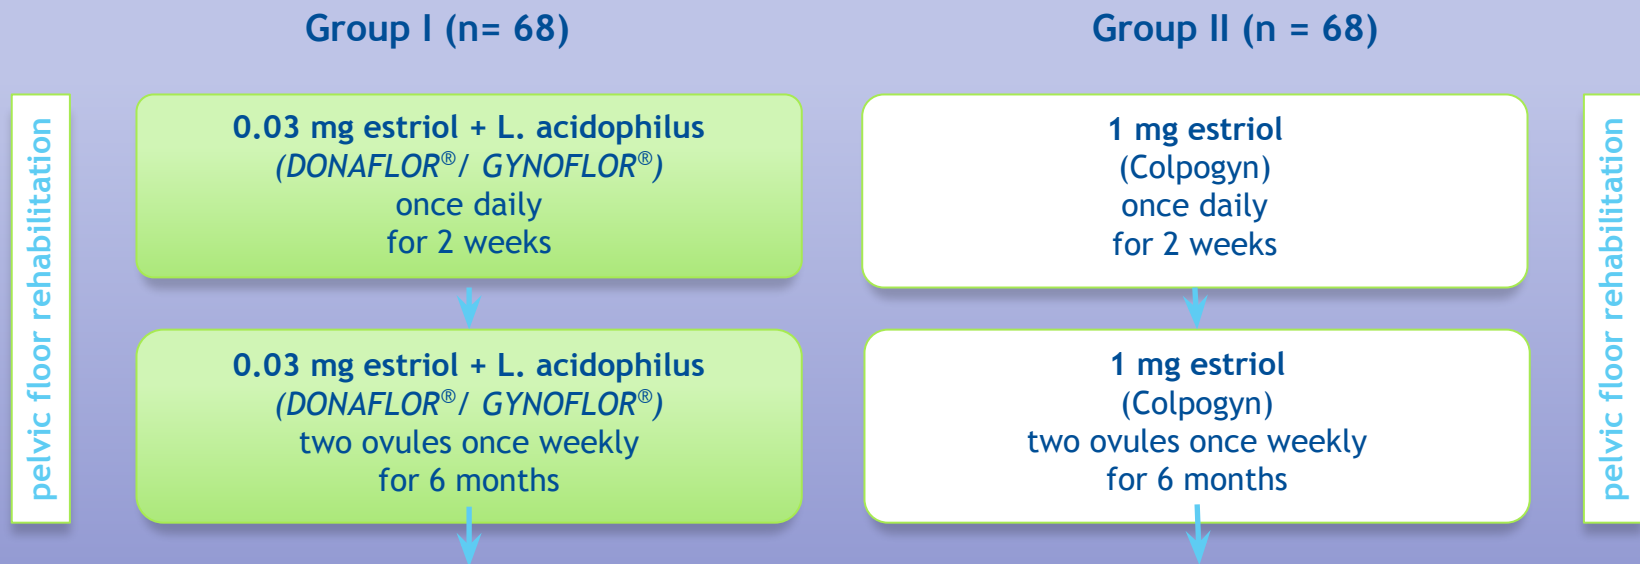 Group I (n= 68)
Group II (n = 68)
pelvic floor rehabilitation
0.03 mg estriol + L. acidophilus
(DONAFLOR®/ GYNOFLOR®)
once daily
for 2 weeks
1 mg estriol
(Colpogyn)
once daily
for 2 weeks
pelvic floor rehabilitation
0.03 mg estriol + L. acidophilus
(DONAFLOR®/ GYNOFLOR®)
two ovules once weekly
for 6 months
1 mg estriol
(Colpogyn)
two ovules once weekly
for 6 months